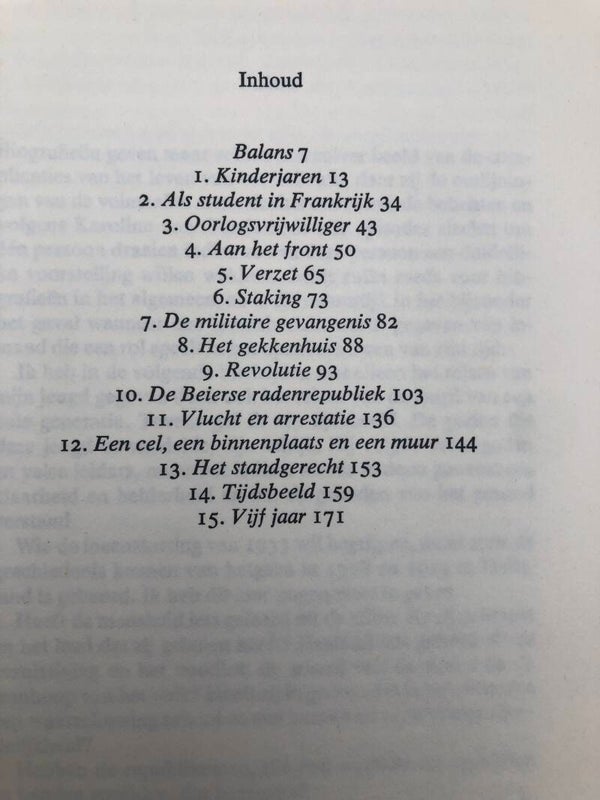 Inhoud
Balans 7
1. Kinderjaren 13
2. Als student in Frankrijk 34
3. Oorlogsvrijwilliger 43
4. Aan het front 50
5. Verzet 65
6. Staking 73
7. De militaire gevangenis 82
8. Het gekkenhuis 88
9. Revolutie 93
10. De Beierse radenrepubliek 103
11. Vlucht en arrestatie 136
12. Een cel, een binnenplaats en een muur 144
13. Het standgerecht 153
14. Tijdsbeeld 159
15. Vijf jaar 171